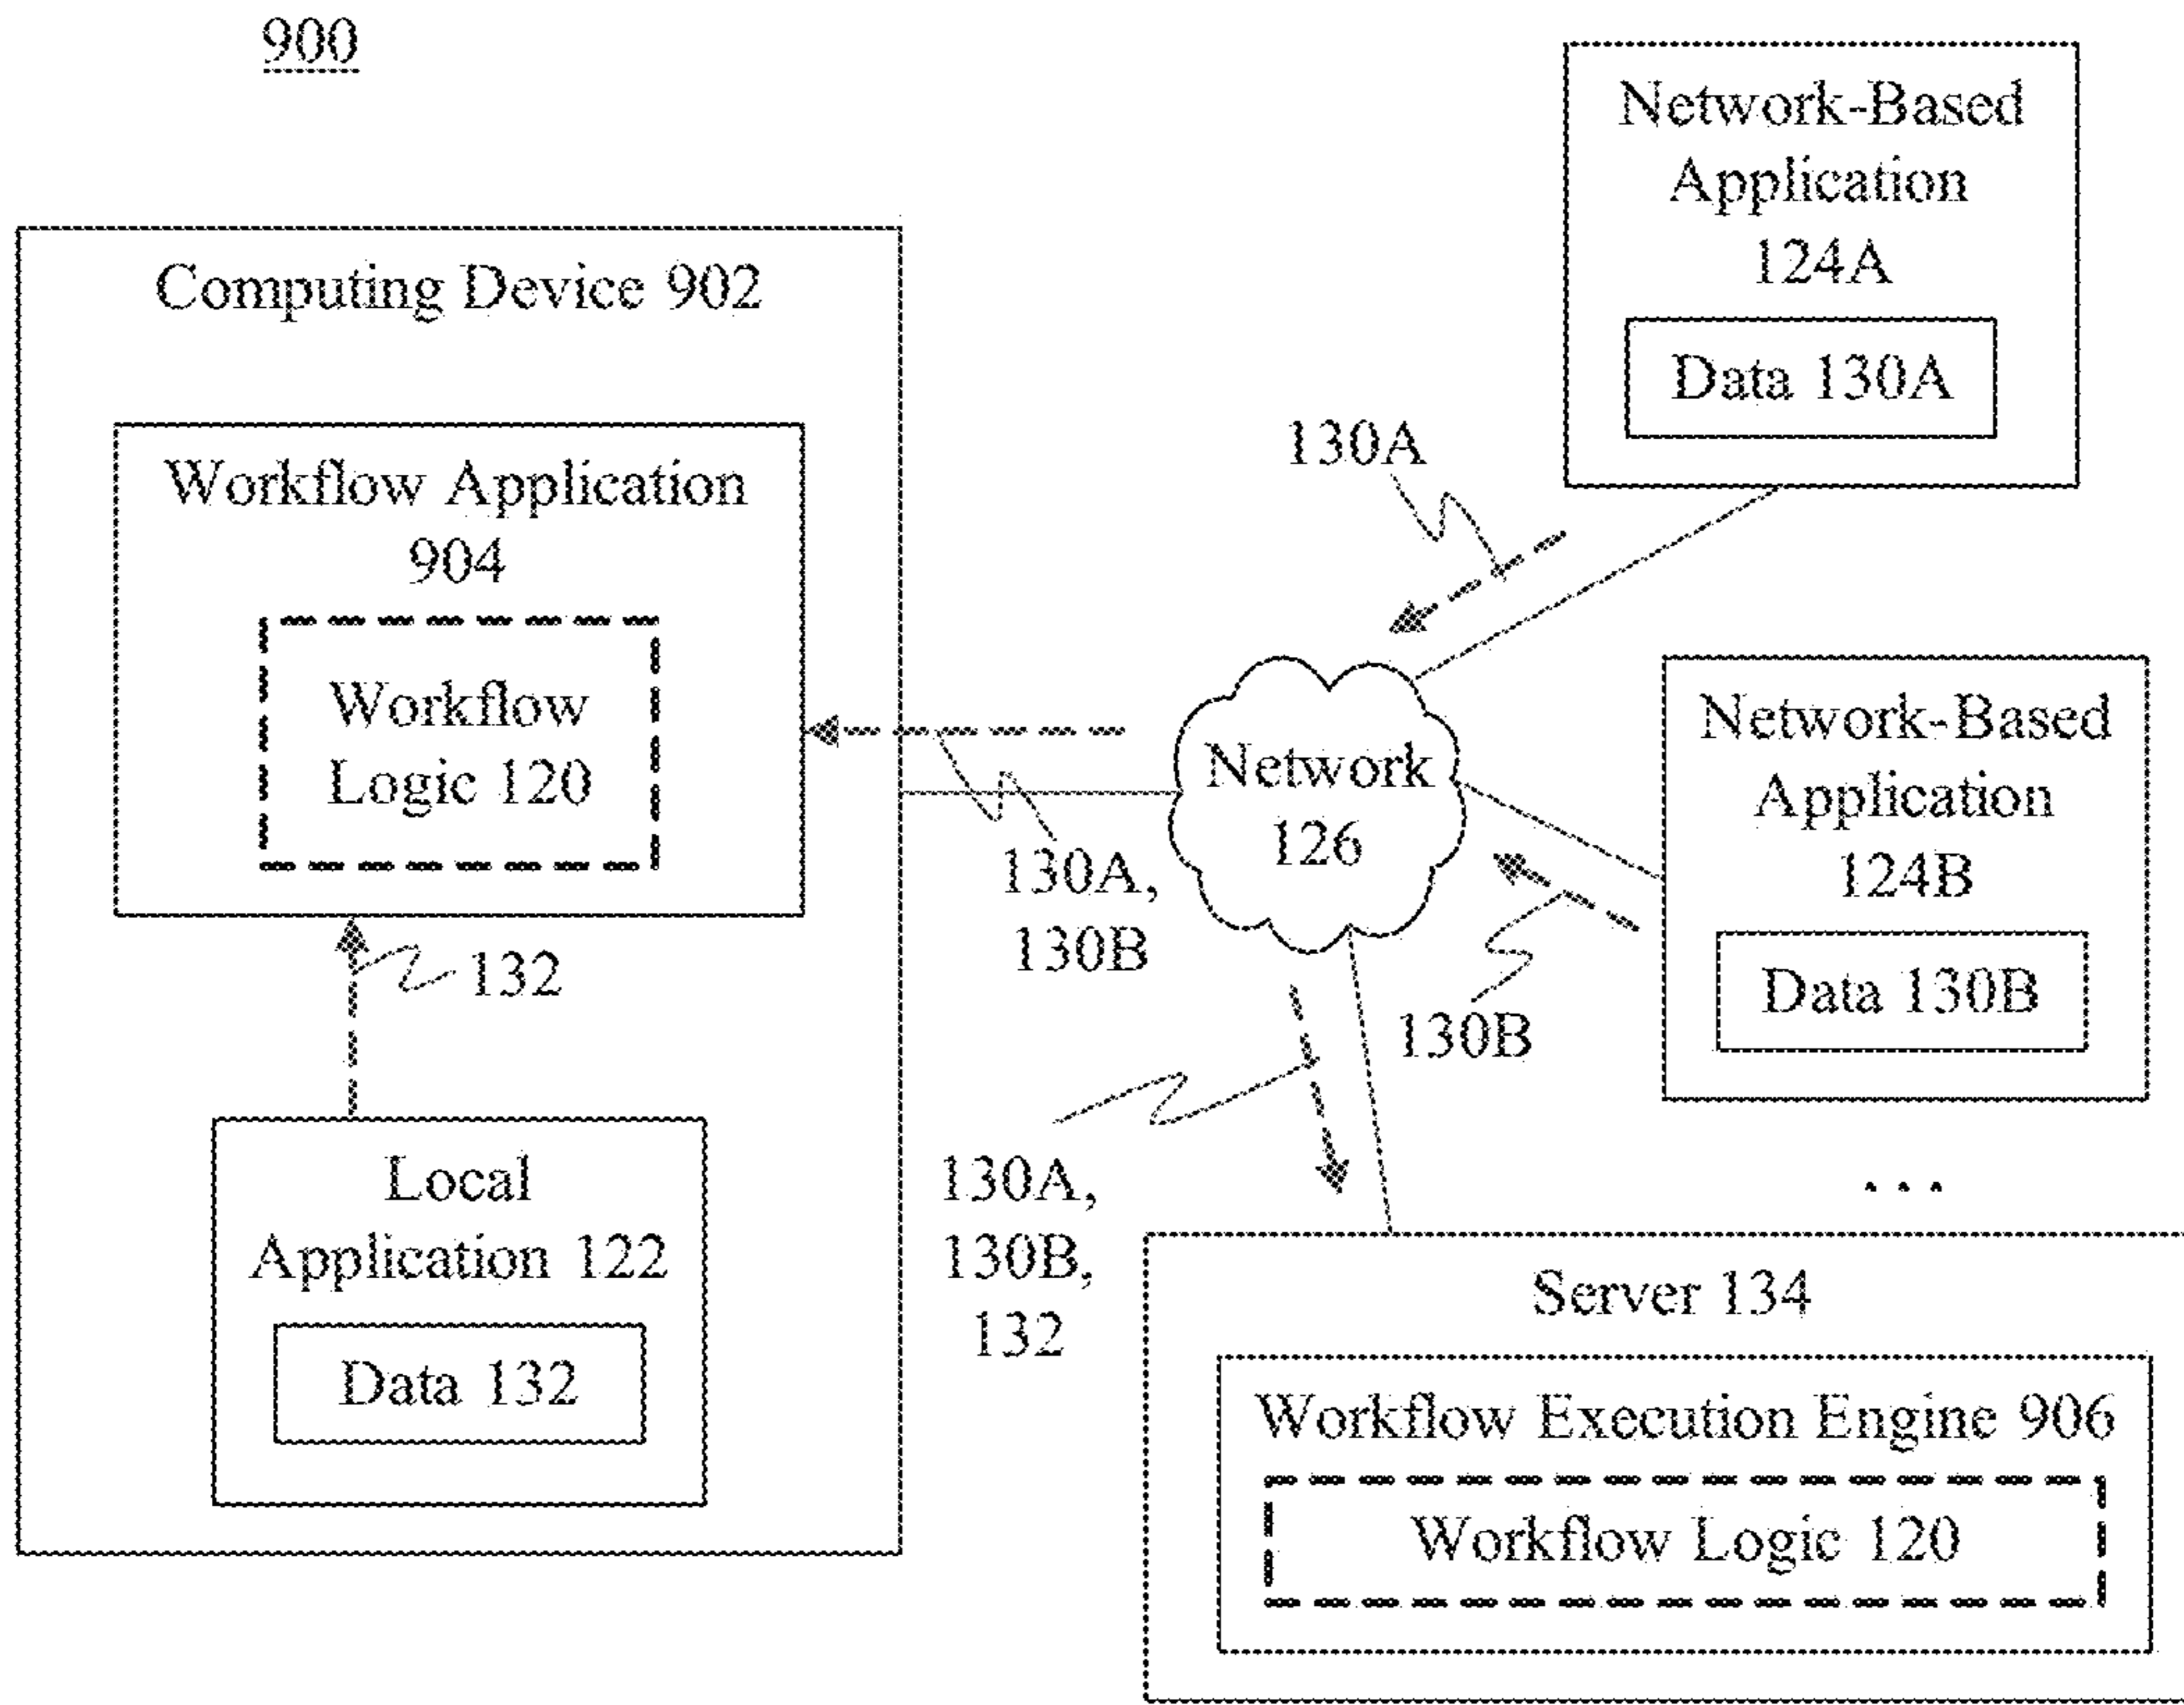 900
Computing Device 902
Workflow Application
904
Workflow
Logic 120
132
Local
Application 122
Data 132
130A,
130B
Network
126
130A
Network-Based
Application
124A
Data 130A
Network-Based
Application
124B
Data 130B
130B
...
130A,
130B,
132
Server 134
Workflow Execution Engine 906
Workflow Logic 120